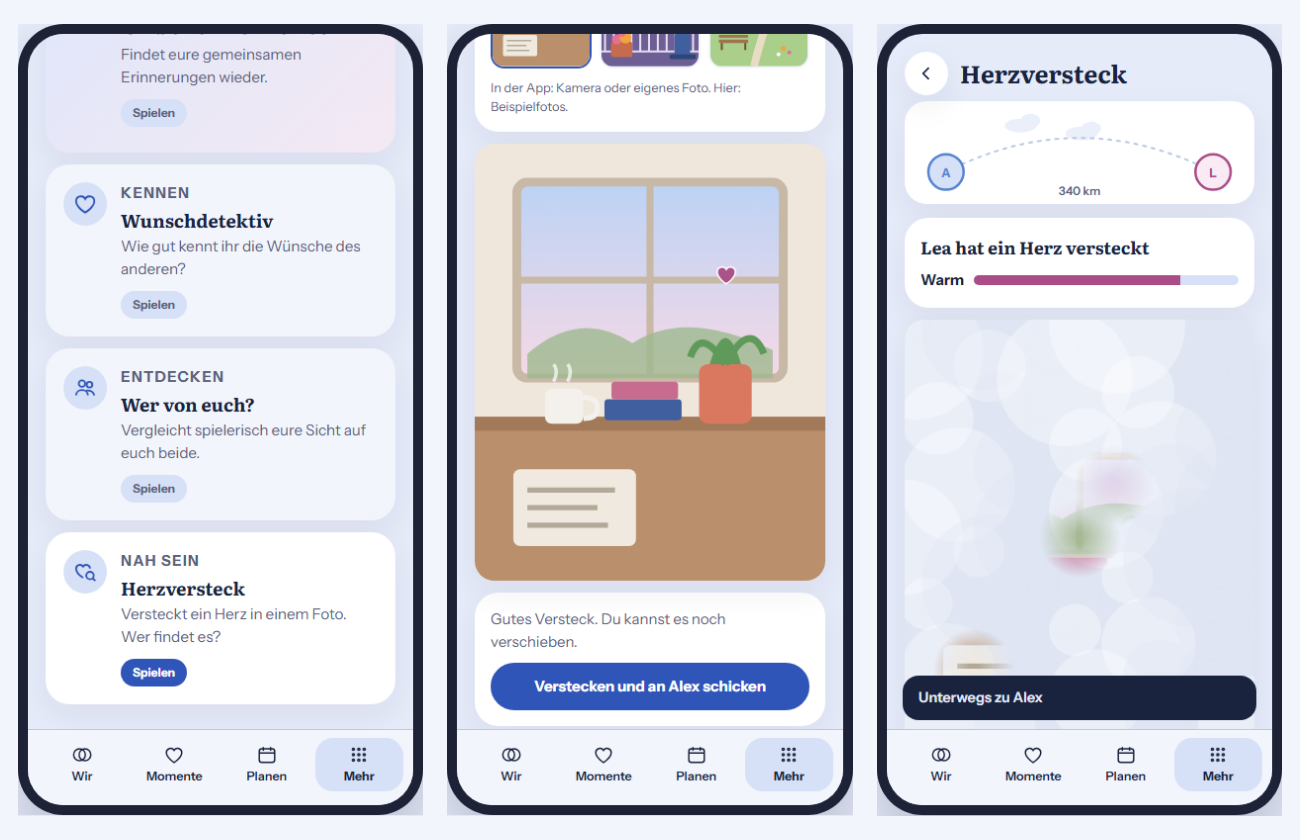 Findet eure gemeinsamen
Erinnerungen wieder.
Spielen
KENNEN
Wunschdetektiv
Wie gut kennt ihr die Wünsche des
anderen?
Spielen
ENTDECKEN
Wer von euch?
Vergleicht spielerisch eure Sicht auf
euch beide.
Spielen
NAH SEIN
Herzversteck
Versteckt ein Herz in einem Foto.
Wer findet es?
Spielen
Wir
Momente
Planen
Mehr
In der App: Kamera oder eigenes Foto. Hier:
Beispielfotos.
Gutes Versteck. Du kannst es noch
verschieben.
Verstecken und an Alex schicken
Wir
Momente
Planen
Mehr
Herzversteck
A
L
340 km
Lea hat ein Herz versteckt
Warm
Unterwegs zu Alex
Wir
Momente
Planen
Mehr